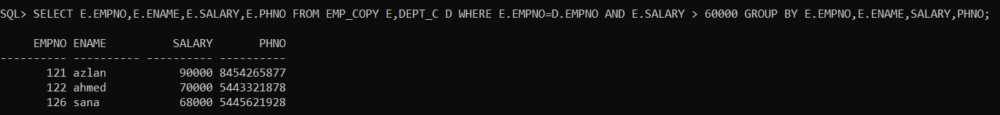 SQL> SELECT E.EMPNO,E.ENAME,E.SALARY,E.PHNO FROM EMP_COPY E,DEPT_C D WHERE E.EMPNO=D.EMPNO AND E.SALARY > 60000 GROUP BY E.EMPNO,E.ENAME,SALARY,PHNO;
     EMPNO ENAME          SALARY       PHNO
---------- ---------- ---------- ----------
       121 azlan           90000 8454265877
       122 ahmed           70000 5443321878
       126 sana            68000 5445621928